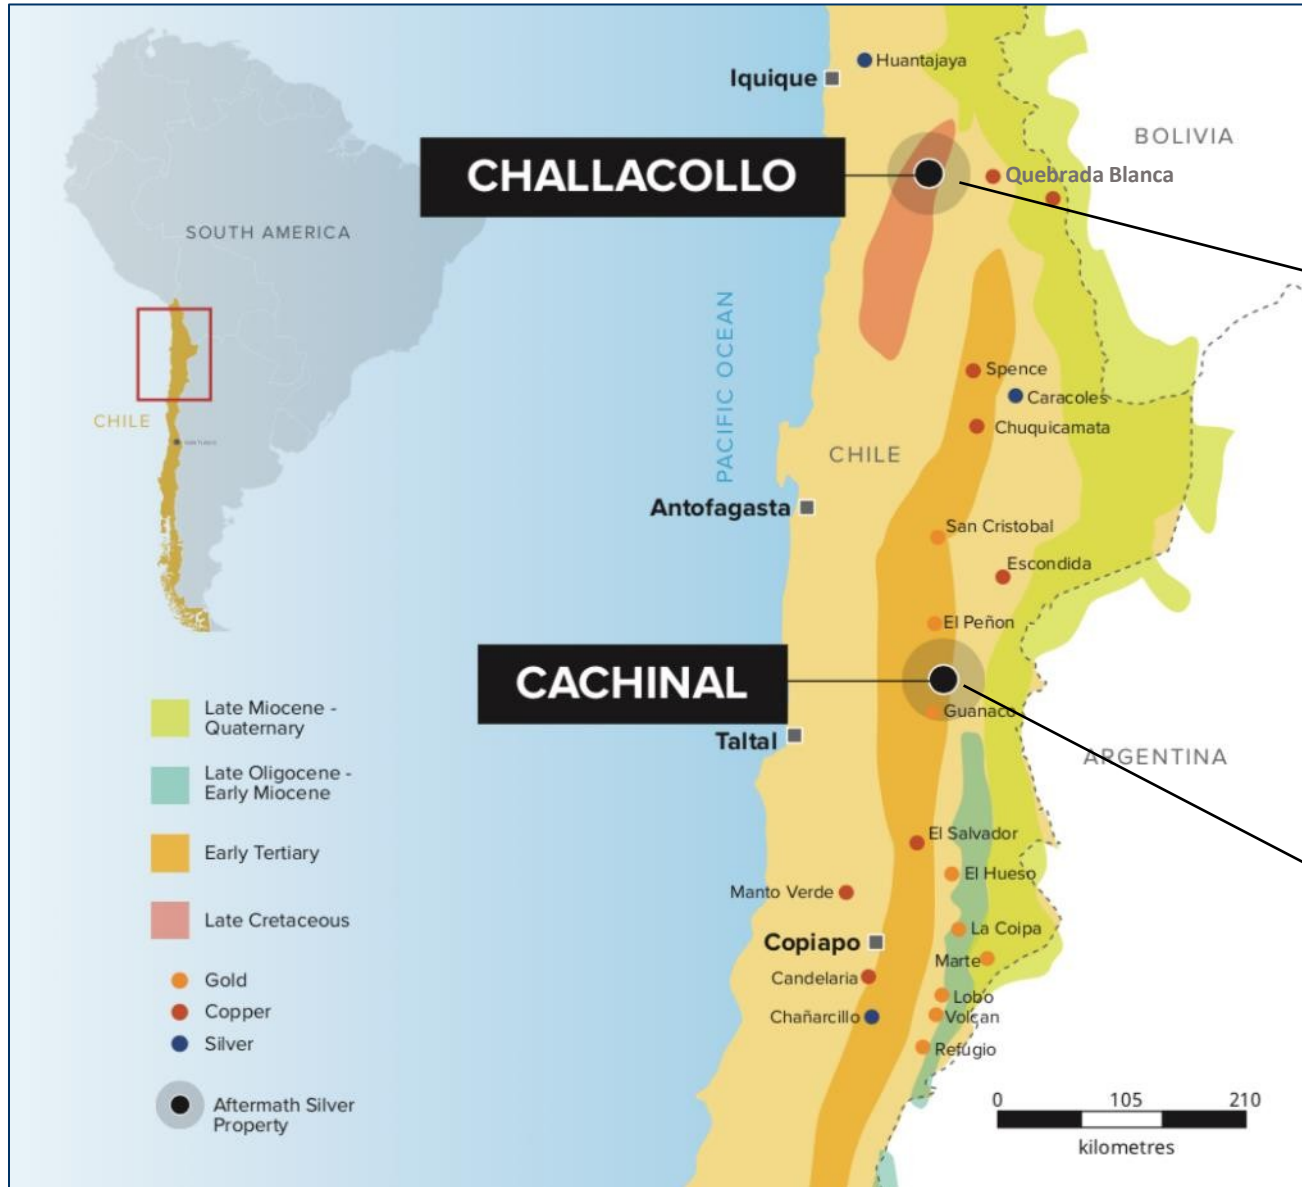 Huantajaya
Iquique
BOLIVIA
CHALLACOLLO
Quebrada Blanca
SOUTH AMERICA
PACIFIC OCEAN
Spence
Caracoles
CHILE
Chuquicamata
CHILE
Antofagasta
San Cristobal
Escondida
El Peñon
CACHINAL
Late Miocene -
Quaternary
Guanaco
Taltal
ARGENTINA
Late Oligocene -
Early Miocene
El Salvador
Early Tertiary
El Hueso
Manto Verde
Late Cretaceous
La Coipa
Copiapo
Marte
Gold
Candelaria
Lobo
Copper
Chañarcillo
Volcan
Silver
Refugio
Aftermath Silver
Property
0 105 210
kilometres